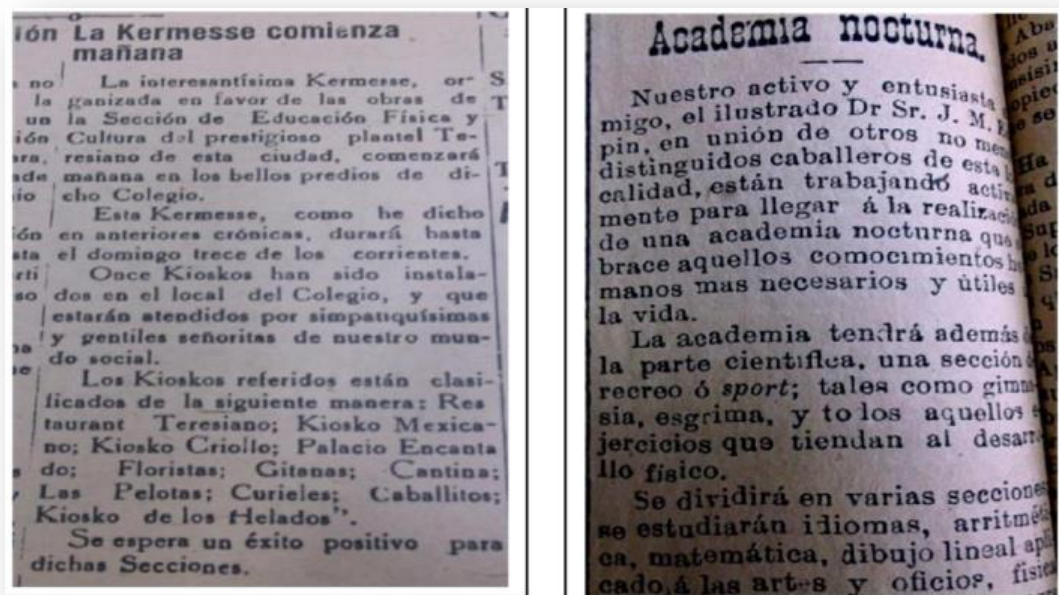 La Kermesse comienza
mañana
La interesantísima Kermesse, or-
ganizada en favor de las obras de
la Sección de Educación Física y
Cultura del prestigioso plantel Te-
resiano de esta ciudad, comenzará
mañana en los bellos predios de di-
cho Colegio.
Esta Kermesse, como he dicho
en anteriores crónicas, durará hasta
el domingo trece de los corrientes.
Once Kioskos han sido instala-
dos en el local del Colegio, y que
estarán atendidos por simpatiquísimas
y gentiles señoritas de nuestro mun-
do social.
Los Kioskos referidos están clasi-
ficados de la siguiente manera: Res
taurant Teresiano; Kiosko Mexica-
no; Kiosko Criollo; Palacio Encanta
do; Floristas; Gitanas; Cantina;
Las Pelotas; Curieles; Caballitos;
Kiosko de los Helados".
Se espera un éxito positivo para
dichas Secciones.
Academia nocturna.
Nuestro activo y entusiasta
migo, el ilustrado Dr Sr. J. M.
pin, en unión de otros no
distinguidos caballeros de esta
calidad, están trabajando
mente para llegar á la
de una academia nocturna
brace aquellos comocimientos
manos mas necesarios y útiles
la vida.
La academia tendrá además
la parte científica, una sección
recreo ó sport; tales como
sia, esgrima, y to los aquellos
jercicios que tiendan al
llo físico.
Se dividirá en varias
se estudiarán idiomas,
ca, matemática, dibujo lineal
cado á las artes y oficios,